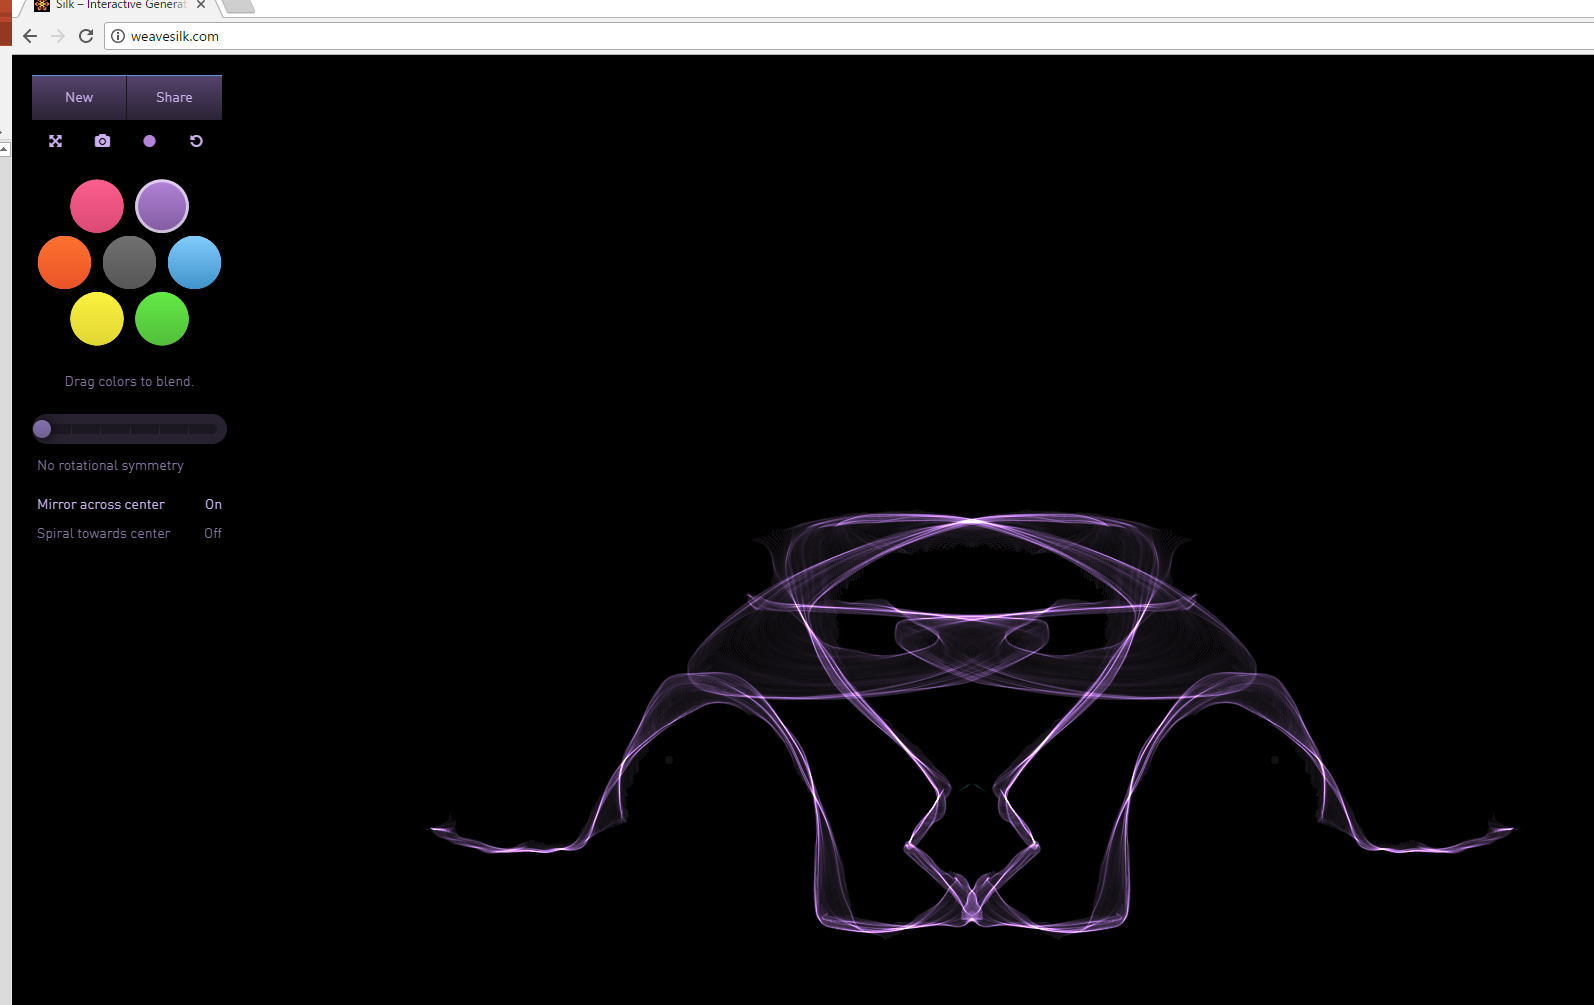 Silk – Interactive Generat
weavesilk.com
New Share
Drag colors to blend.
No rotational symmetry
Mirror across center On
Spiral towards center Off